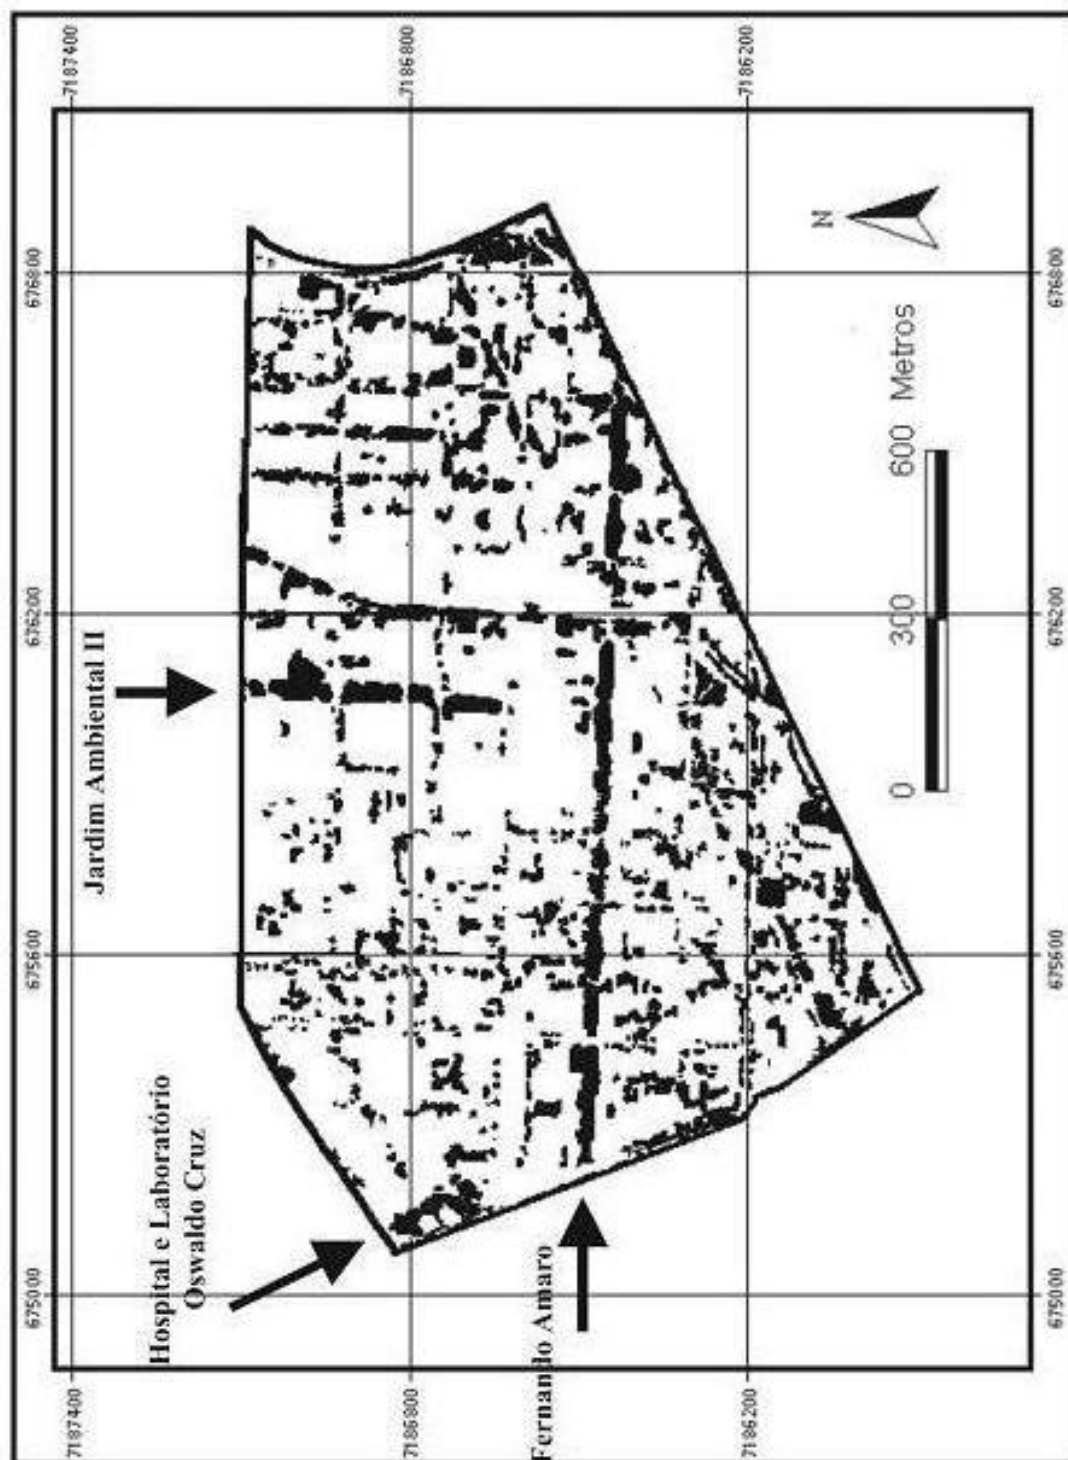 675000 675600 676200 676800
7187400 7187400
Jardim Ambiental II
Hospital e Laboratório
Oswaldo Cruz
7186800 7186800
Fernando Amaro
7186200 7186200
N
0 300 600 Metros
675000 675600 676200 676800